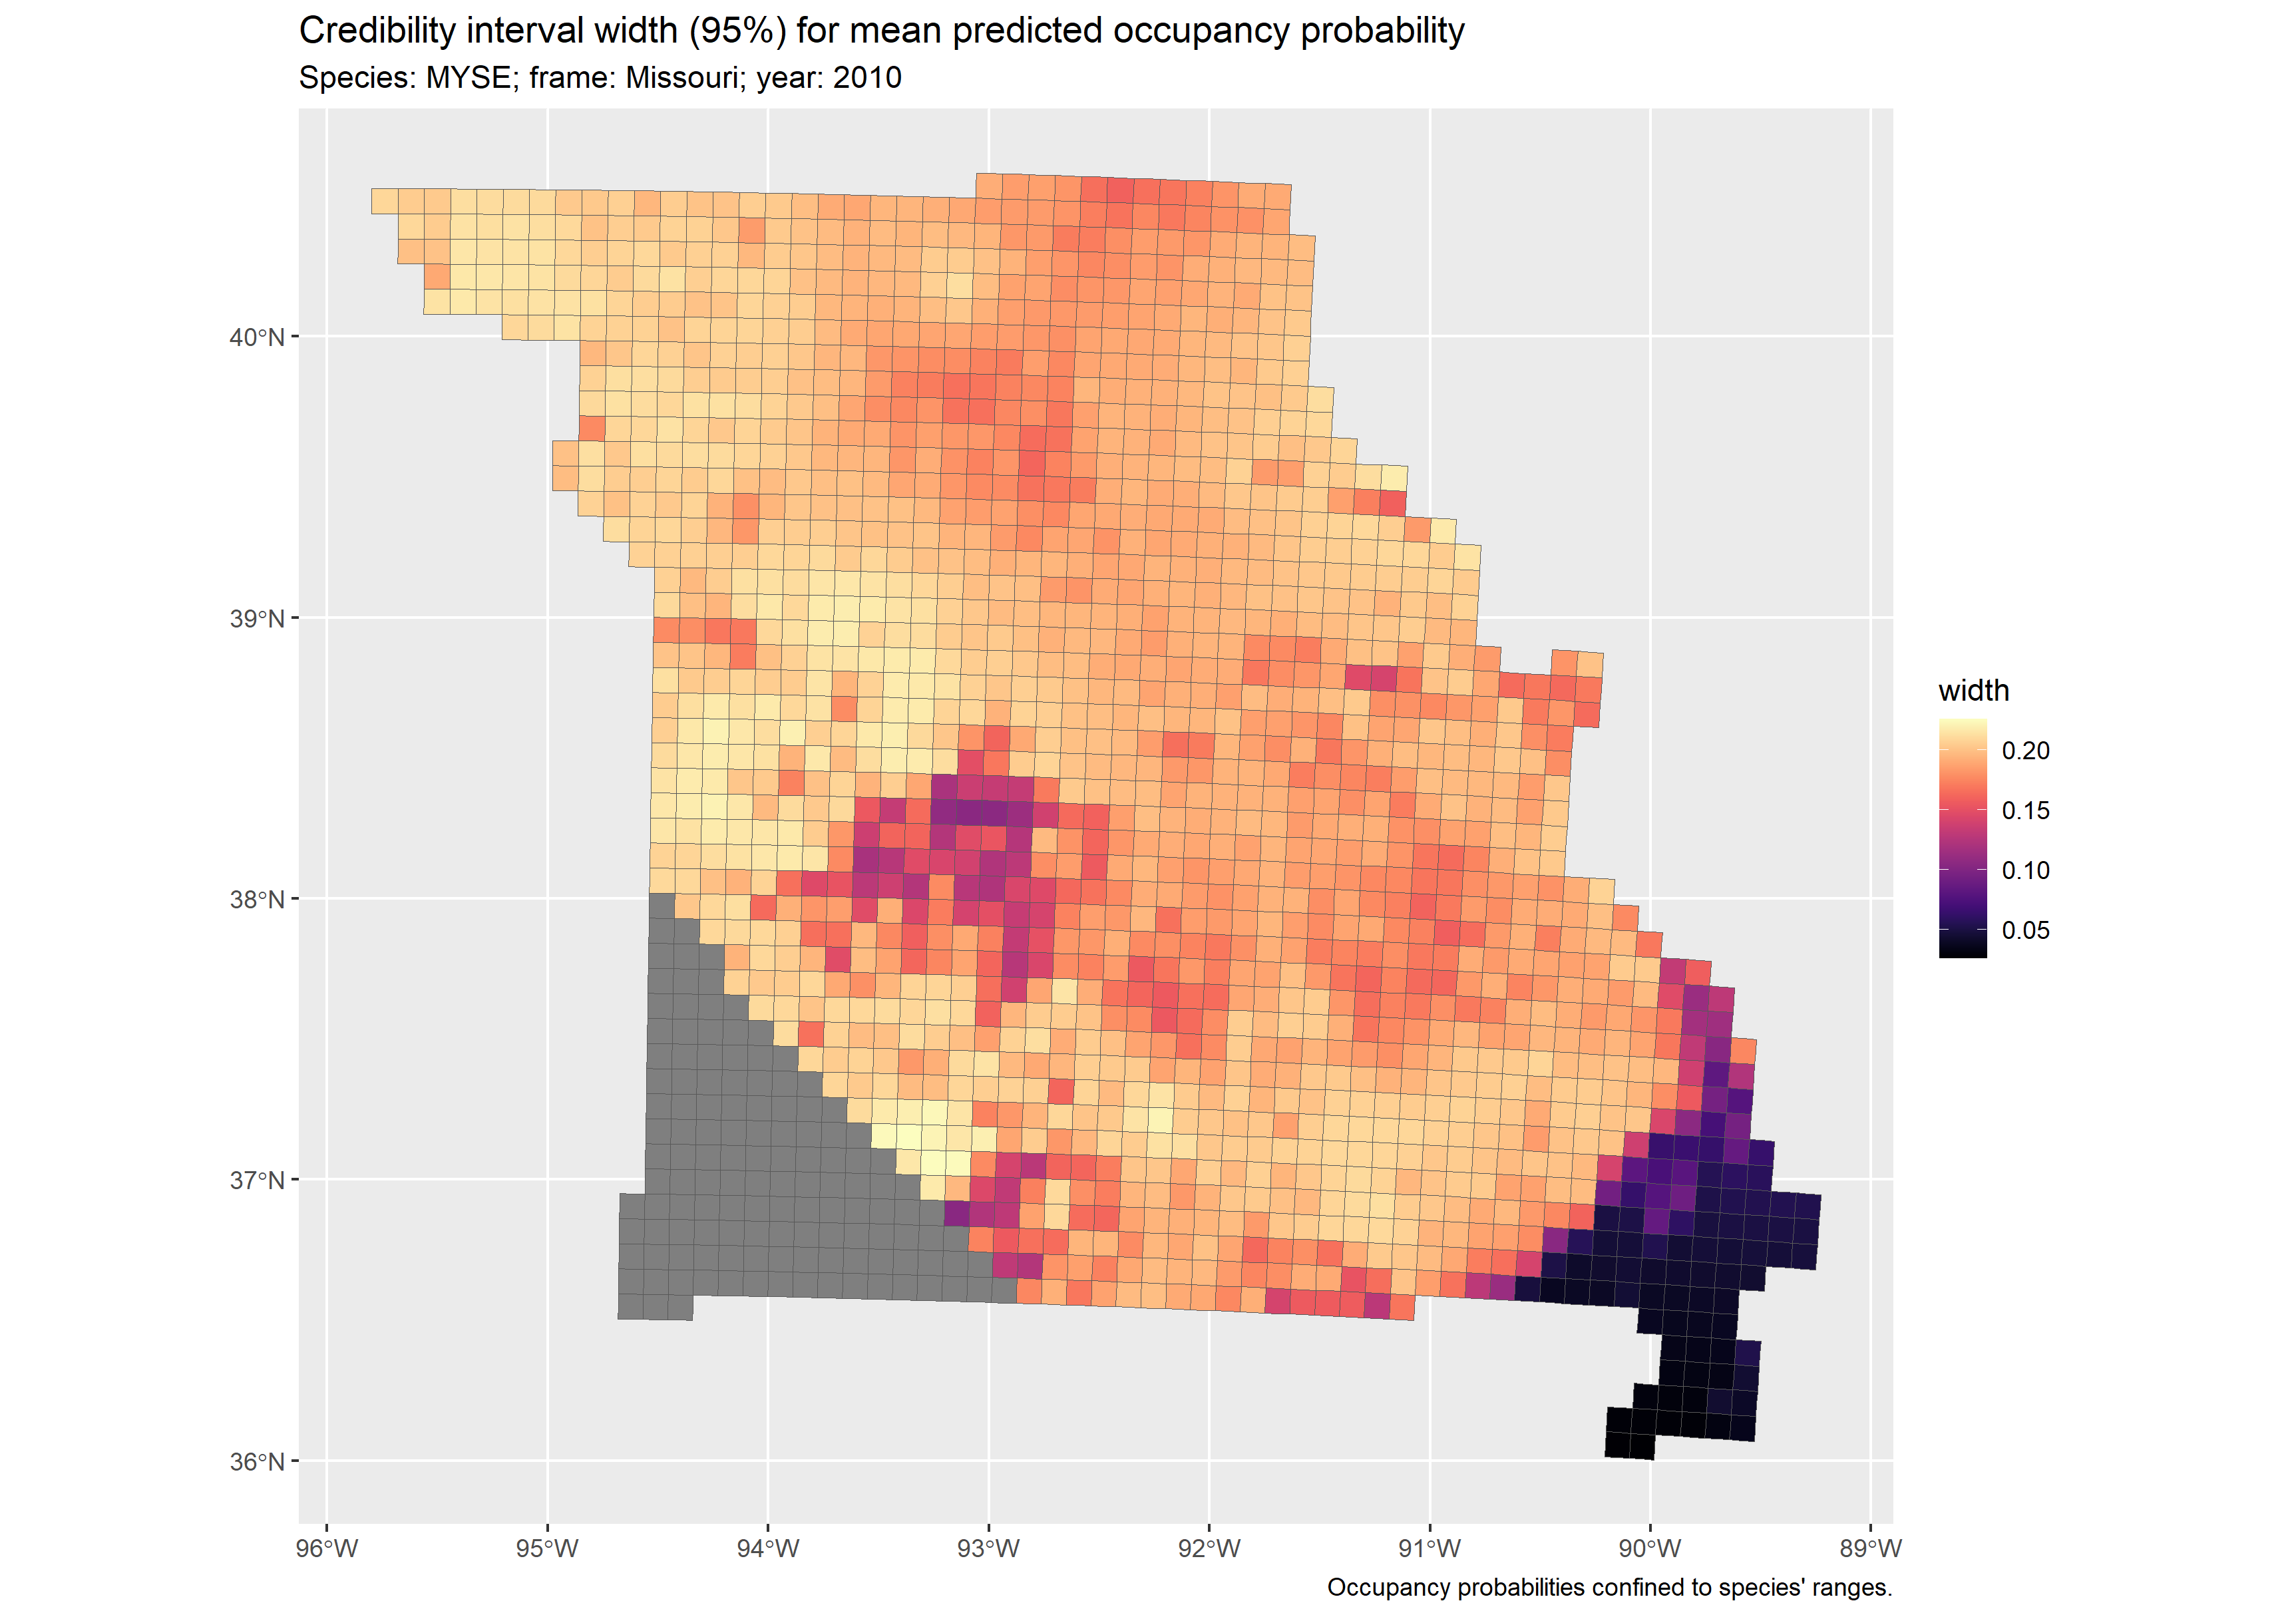 Credibility interval width (95%) for mean predicted occupancy probability
Species: MYSE; frame: Missouri; year: 2010
40°N
39°N
38°N
37°N
36°N
96°W
95°W
94°W
93°W
92°W
91°W
90°W
89°W
width
0.20
0.15
0.10
0.05
Occupancy probabilities confined to species' ranges.